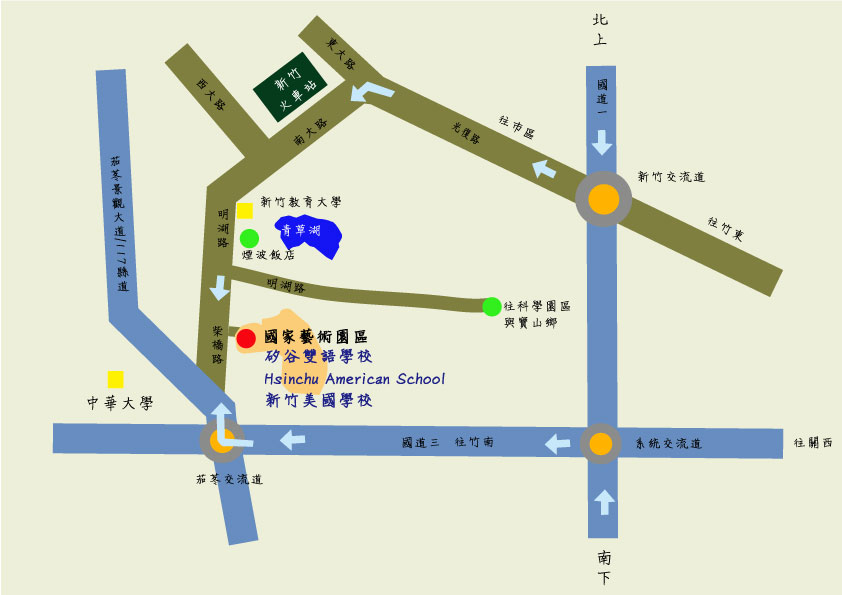 北上
國道一
東大路
新竹
火車站
西大路
南大路
光復路
往市區
新竹交流道
往竹東
茄苳景觀大道/117縣道
新竹教育大學
明湖路
青草湖
煙波飯店
明湖路
往科學園區
與寶山鄉
柴橋路
國家藝術園區
矽谷雙語學校
Hsinchu American School
新竹美國學校
中華大學
國道三 往竹南
系統交流道
往關西
茄苳交流道
南下